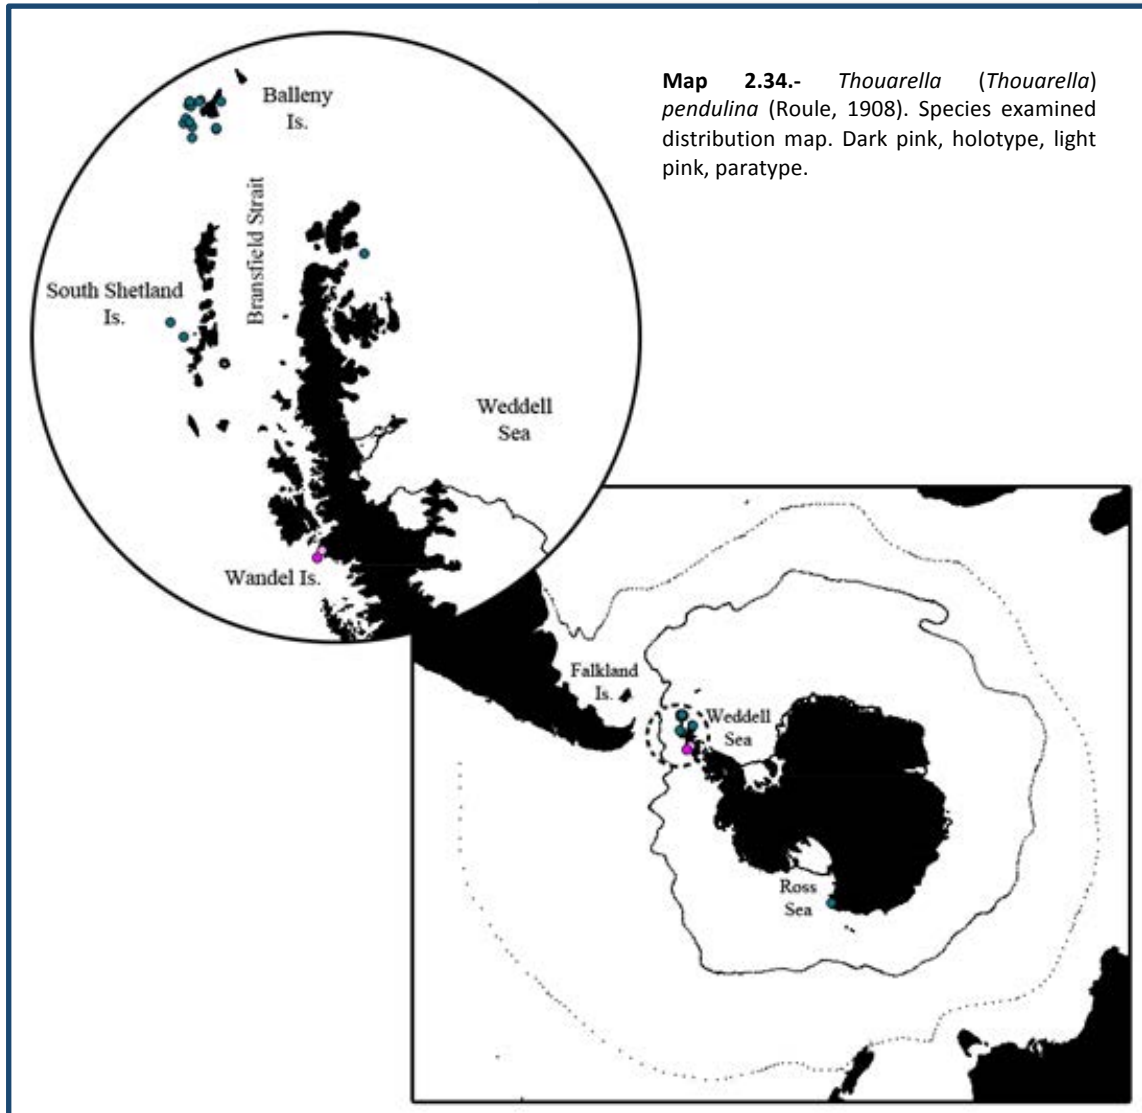 Map 2.34.- Thouarella (Thouarella)
pendulina (Roule, 1908). Species examined
distribution map. Dark pink, holotype, light
pink, paratype.
Balleny
Is.
Bransfield Strait
South Shetland
Is.
Weddell
Sea
Wandel Is.
Falkland
Is.
Weddell
Sea
Ross
Sea